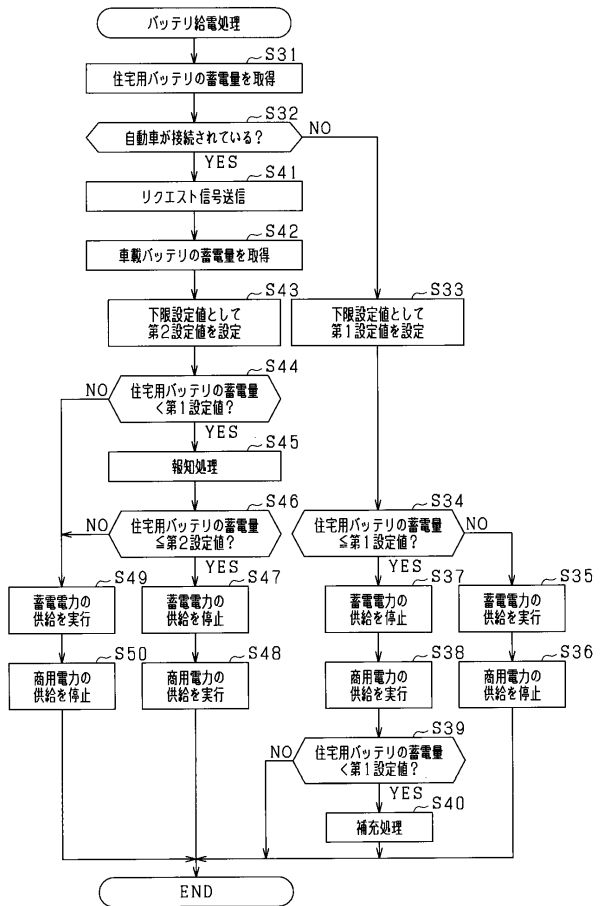 バッテリ給電処理
S31
住宅用バッテリの蓄電量を取得
S32
自動車が接続されている?
NO
YES
S41
リクエスト信号送信
S42
車載バッテリの蓄電量を取得
S43
下限設定値として
第2設定値を設定
S33
下限設定値として
第1設定値を設定
S44
NO
住宅用バッテリの蓄電量
<第1設定値?
YES
S45
報知処理
S46
NO
住宅用バッテリの蓄電量
≦第2設定値?
YES
S34
住宅用バッテリの蓄電量
≦第1設定値?
NO
YES
S49
蓄電電力の
供給を実行
S47
蓄電電力の
供給を停止
S37
蓄電電力の
供給を停止
S35
蓄電電力の
供給を実行
S50
商用電力の
供給を停止
S48
商用電力の
供給を実行
S38
商用電力の
供給を実行
S36
商用電力の
供給を停止
S39
NO
住宅用バッテリの蓄電量
<第1設定値?
YES
S40
補充処理
END